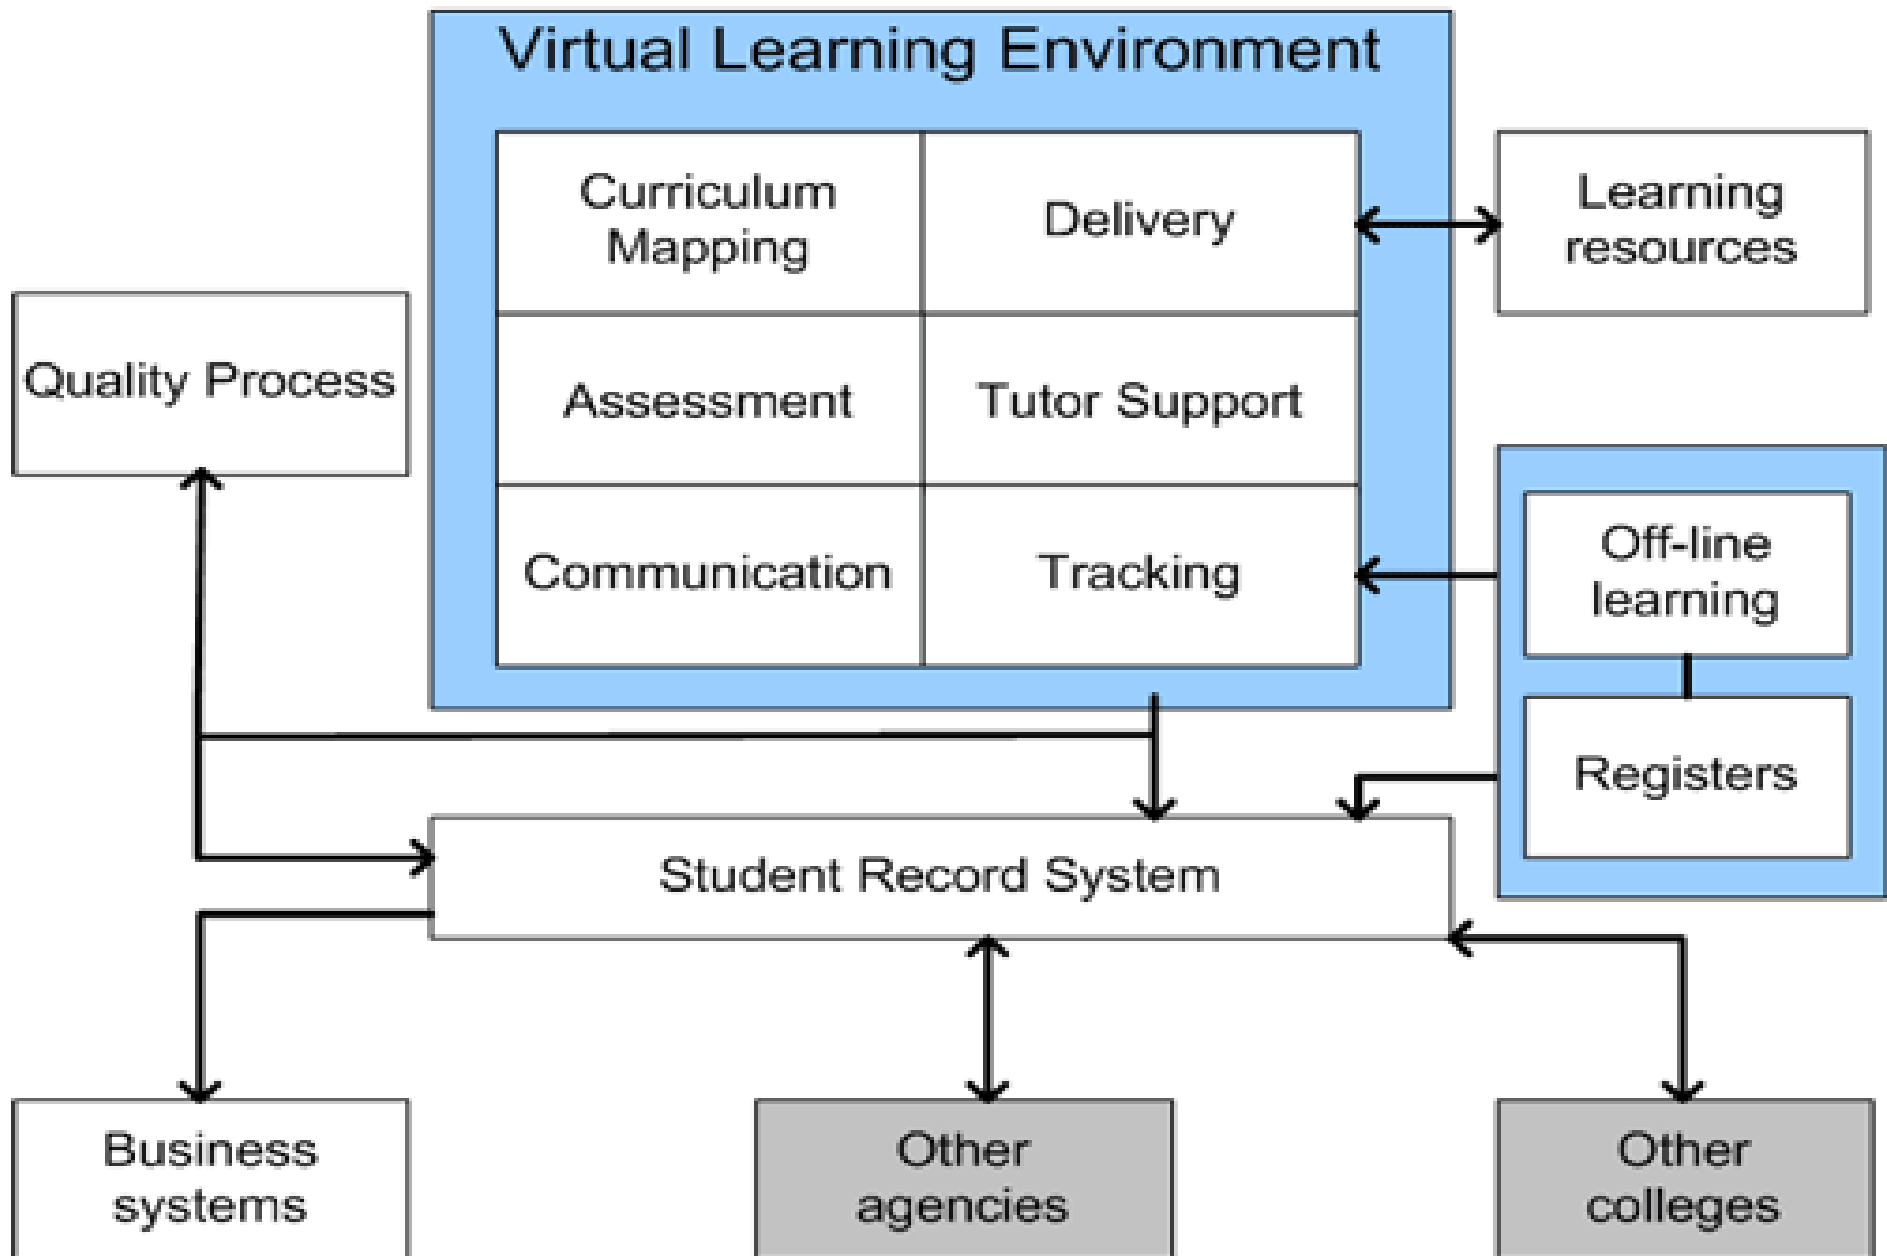 Virtual Learning Environment
Curriculum
Mapping
Delivery
Learning
resources
Quality Process
Assessment
Tutor Support
Communication
Tracking
Off-line
learning
Registers
Student Record System
Business
systems
Other
agencies
Other
colleges